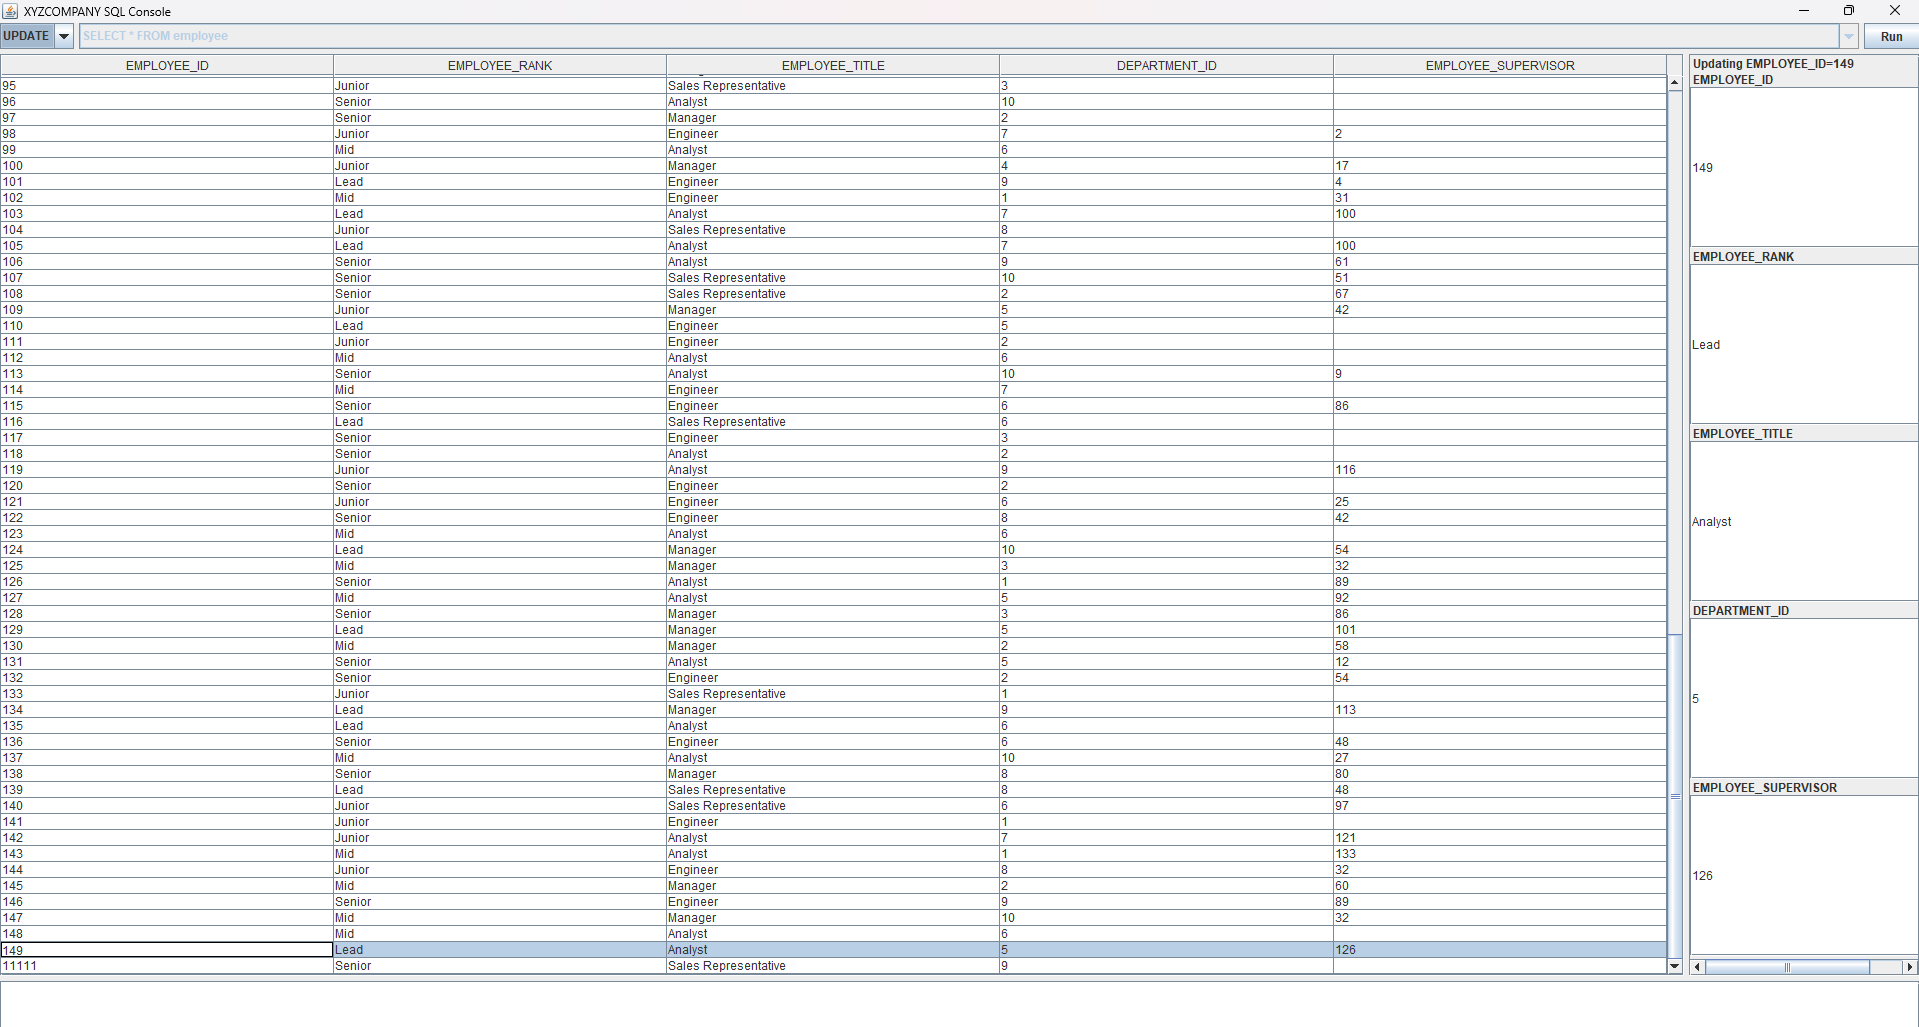 XYZCOMPANY SQL Console
UPDATE SELECT * FROM employee Run
EMPLOYEE_ID EMPLOYEE_RANK EMPLOYEE_TITLE DEPARTMENT_ID EMPLOYEE_SUPERVISOR
95 Junior Sales Representative 3
96 Senior Analyst 10
97 Senior Manager 2
98 Junior Engineer 7 2
99 Mid Analyst 6
100 Junior Manager 4 17
101 Lead Engineer 9 4
102 Mid Engineer 1 31
103 Lead Analyst 7 100
104 Junior Sales Representative 8
105 Lead Analyst 7 100
106 Senior Analyst 9 61
107 Senior Sales Representative 10 51
108 Senior Sales Representative 2 67
109 Junior Manager 5 42
110 Lead Engineer 5
111 Junior Engineer 2
112 Mid Analyst 6
113 Senior Analyst 10 9
114 Mid Engineer 7
115 Senior Engineer 6 86
116 Lead Sales Representative 6
117 Senior Engineer 3
118 Senior Analyst 2
119 Junior Analyst 9 116
120 Senior Engineer 2
121 Junior Engineer 6 25
122 Senior Engineer 8 42
123 Mid Analyst 6
124 Lead Manager 10 54
125 Mid Manager 3 32
126 Senior Analyst 1 89
127 Mid Analyst 5 92
128 Senior Manager 3 86
129 Lead Manager 5 101
130 Mid Manager 2 58
131 Senior Analyst 5 12
132 Senior Engineer 2 54
133 Junior Sales Representative 1
134 Lead Manager 9 113
135 Lead Analyst 6
136 Senior Engineer 6 48
137 Mid Analyst 10 27
138 Senior Manager 8 80
139 Lead Sales Representative 8 48
140 Junior Sales Representative 6 97
141 Junior Engineer 1
142 Junior Analyst 7 121
143 Mid Analyst 1 133
144 Junior Engineer 8 32
145 Mid Manager 2 60
146 Senior Engineer 9 89
147 Mid Manager 10 32
148 Mid Analyst 6
149 Lead Analyst 5 126
11111 Senior Sales Representative 9
Updating EMPLOYEE_ID=149
EMPLOYEE_ID
149
EMPLOYEE_RANK
Lead
EMPLOYEE_TITLE
Analyst
DEPARTMENT_ID
5
EMPLOYEE_SUPERVISOR
126